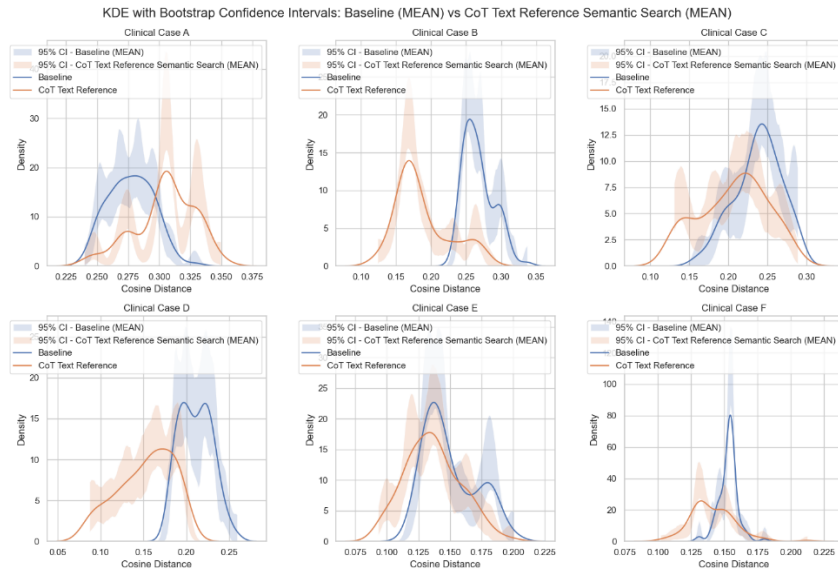 KDE with Bootstrap Confidence Intervals: Baseline (MEAN) vs CoT Text Reference Semantic Search (MEAN)
Clinical Case A
95% CI - Baseline (MEAN)
95% CI - CoT Text Reference Semantic Search (MEAN)
Baseline
CoT Text Reference
Density
30
20
10
0
0.225 0.250 0.275 0.300 0.325 0.350 0.375
Cosine Distance
Clinical Case B
95% CI - Baseline (MEAN)
95% CI - CoT Text Reference Semantic Search (MEAN)
Baseline
CoT Text Reference
Density
20
15
10
5
0
0.10 0.15 0.20 0.25 0.30 0.35
Cosine Distance
Clinical Case C
20.0
95% CI - Baseline (MEAN)
17.5
95% CI - CoT Text Reference Semantic Search (MEAN)
Baseline
CoT Text Reference
Density
15.0
12.5
10.0
7.5
5.0
2.5
0.0
0.10 0.15 0.20 0.25 0.30
Cosine Distance
Clinical Case D
95% CI - Baseline (MEAN)
95% CI - CoT Text Reference Semantic Search (MEAN)
Baseline
CoT Text Reference
Density
20
15
10
5
0
0.05 0.10 0.15 0.20 0.25
Cosine Distance
Clinical Case E
95% CI - Baseline (MEAN)
95% CI - CoT Text Reference Semantic Search (MEAN)
Baseline
CoT Text Reference
Density
30
25
20
15
10
5
0
0.075 0.100 0.125 0.150 0.175 0.200 0.225
Cosine Distance
Clinical Case F
140
95% CI - Baseline (MEAN)
95% CI - CoT Text Reference Semantic Search (MEAN)
Baseline
CoT Text Reference
Density
80
60
40
20
0
0.075 0.100 0.125 0.150 0.175 0.200 0.225
Cosine Distance